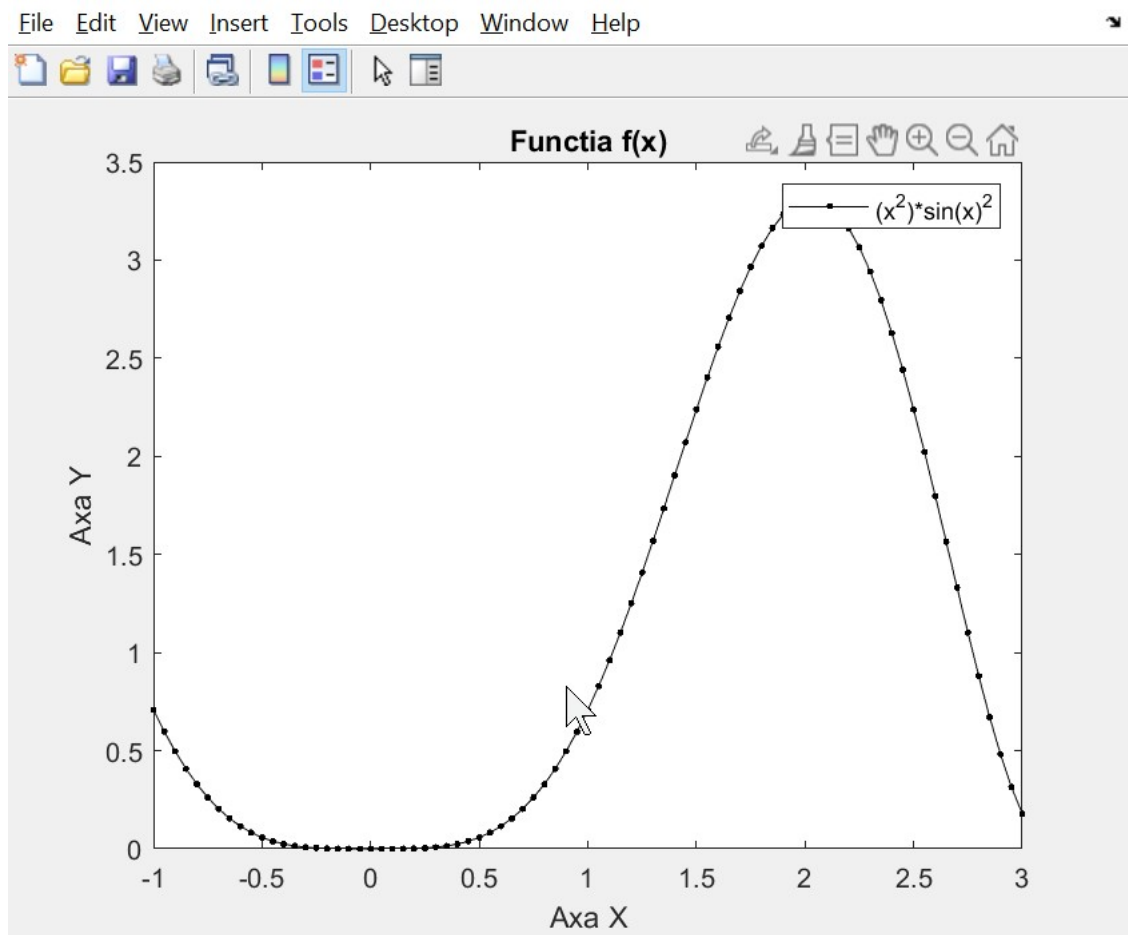 File Edit View Insert Tools Desktop Window Help
Functia f(x)
(x²)*sin(x)²
3.5
3
2.5
2
1.5
1
0.5
0
Axa Y
-1 -0.5 0 0.5 1 1.5 2 2.5 3
Axa X